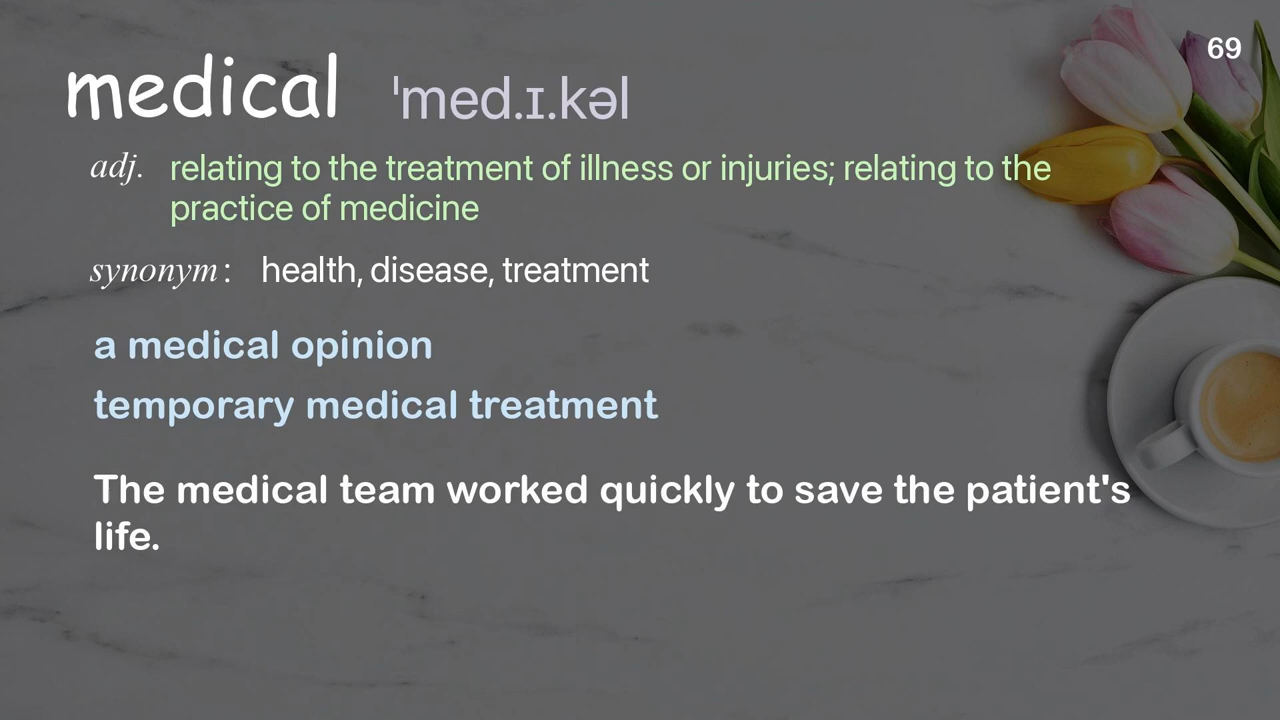 69
medical ˈmed.ɪ.kəl
adj. relating to the treatment of illness or injuries; relating to the
practice of medicine
synonym: health, disease, treatment
a medical opinion
temporary medical treatment
The medical team worked quickly to save the patient's
life.